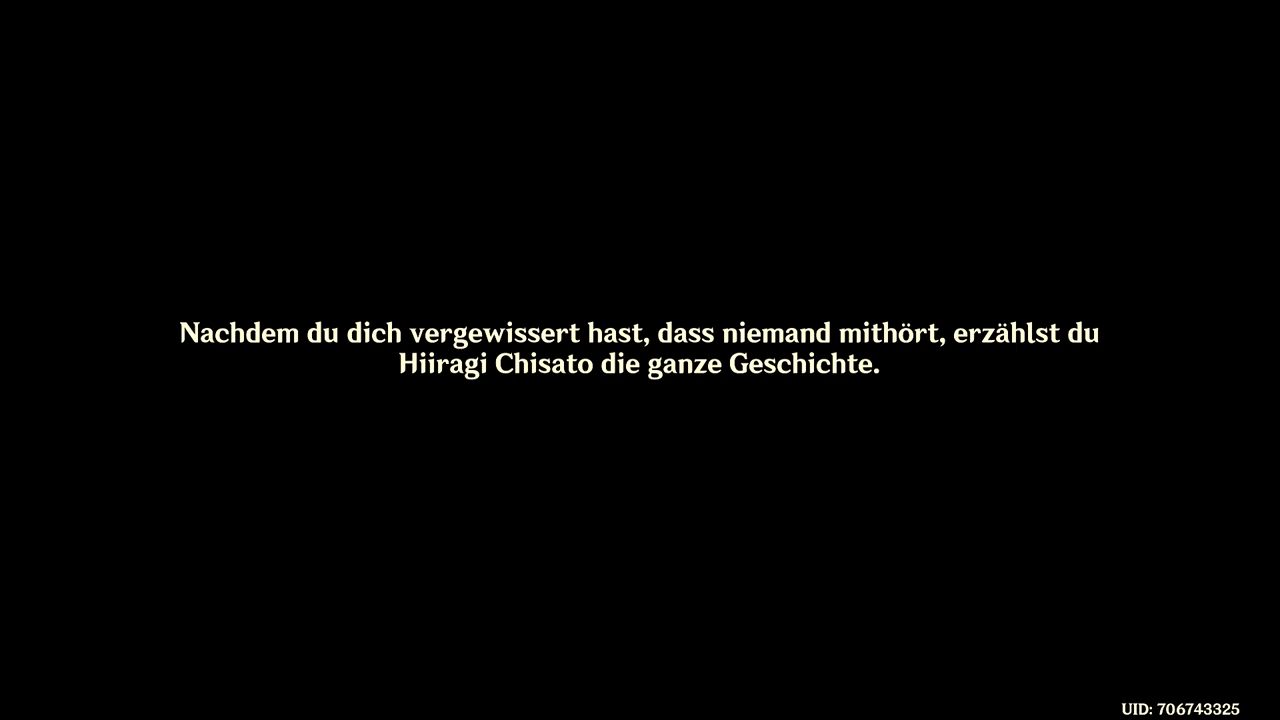 Nachdem du dich vergewissert hast, dass niemand mithört, erzählst du
Hiiragi Chisato die ganze Geschichte.
UID: 706743325